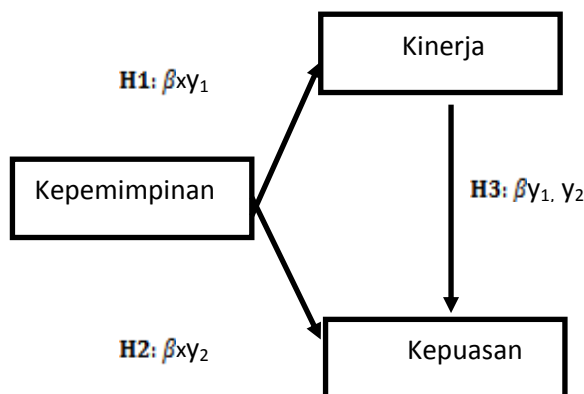 Kinerja
H1: βxy₁
Kepemimpinan
H3: βy₁, y₂
H2: βxy₂
Kepuasan